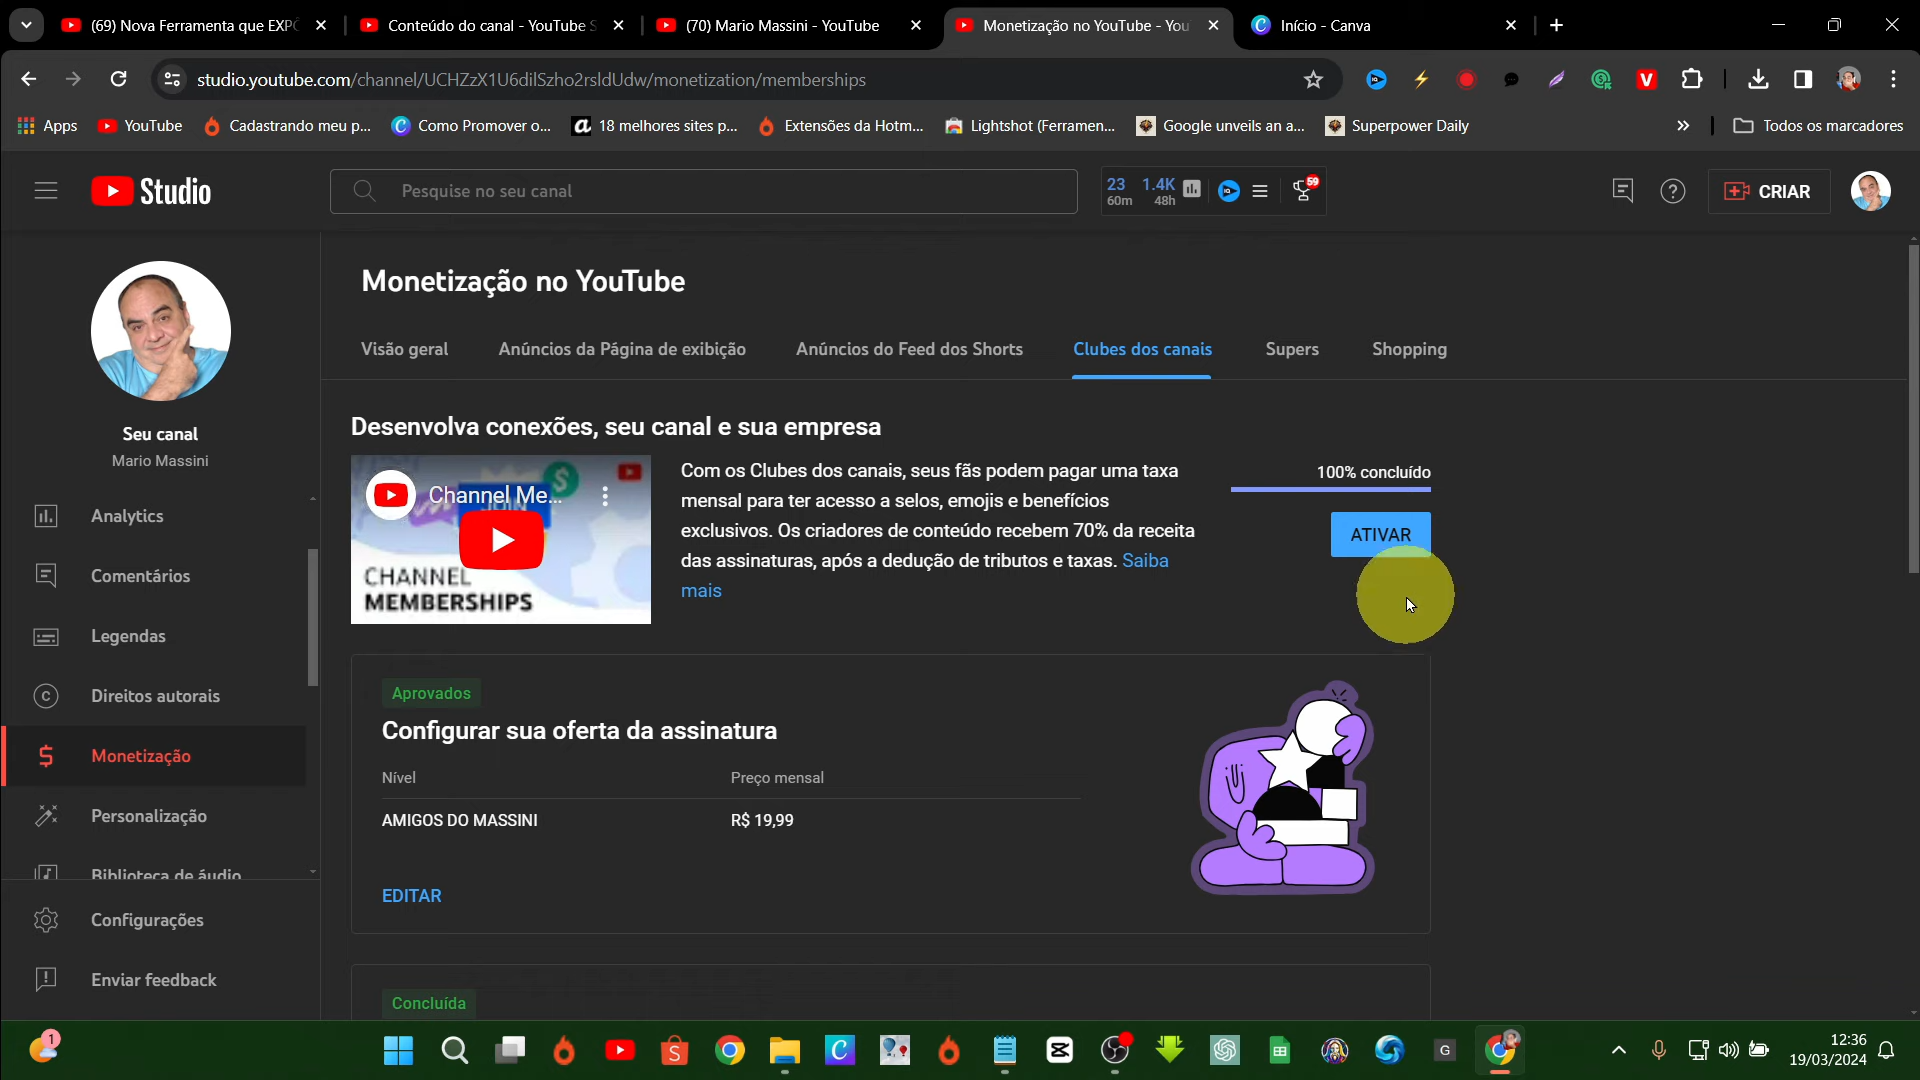 (69) Nova Ferramenta que EXP
Conteúdo do canal - YouTube S
(70) Mario Massini - YouTube
Monetização no YouTube - You
Início - Canva
studio.youtube.com/channel/UCHZzX1U6dilSzho2rsldUdw/monetization/memberships
Apps
YouTube
Cadastrando meu p...
Como Promover o...
18 melhores sites p...
Extensões da Hotm...
Lightshot (Ferramen...
Google unveils an a...
Superpower Daily
Todos os marcadores
Studio
Pesquise no seu canal
23
60m
1.4K
48h
59
CRIAR
Seu canal
Mario Massini
Analytics
Comentários
Legendas
Direitos autorais
Monetização
Personalização
Biblioteca de áudio
Configurações
Enviar feedback
Monetização no YouTube
Visão geral
Anúncios da Página de exibição
Anúncios do Feed dos Shorts
Clubes dos canais
Supers
Shopping
Desenvolva conexões, seu canal e sua empresa
Channel Me...
JOIN
CHANNEL
MEMBERSHIPS
Com os Clubes dos canais, seus fãs podem pagar uma taxa
mensal para ter acesso a selos, emojis e benefícios
exclusivos. Os criadores de conteúdo recebem 70% da receita
das assinaturas, após a dedução de tributos e taxas. Saiba
mais
100% concluído
ATIVAR
Aprovados
Configurar sua oferta da assinatura
Nível
Preço mensal
AMIGOS DO MASSINI
R$ 19,99
EDITAR
Concluída
1
12:36
19/03/2024